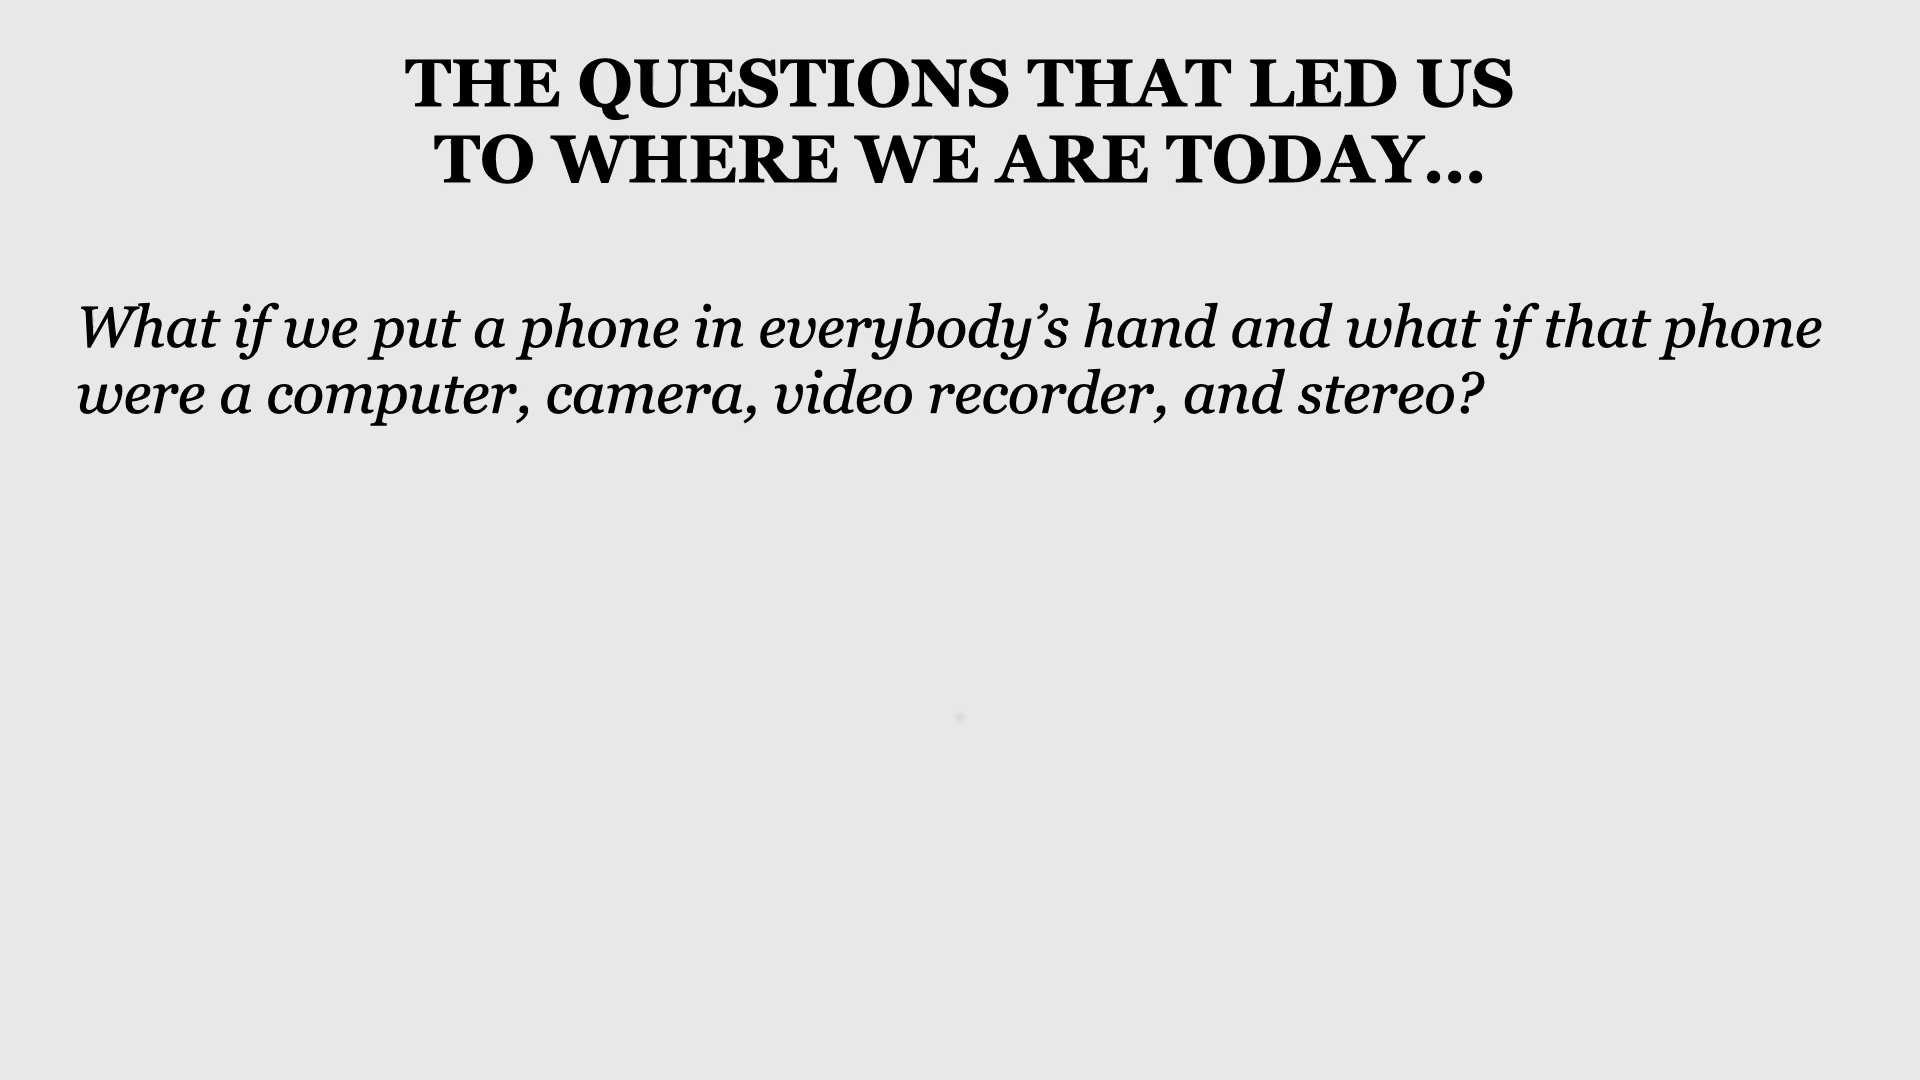 THE QUESTIONS THAT LED US
TO WHERE WE ARE TODAY…
What if we put a phone in everybody’s hand and what if that phone
were a computer, camera, video recorder, and stereo?